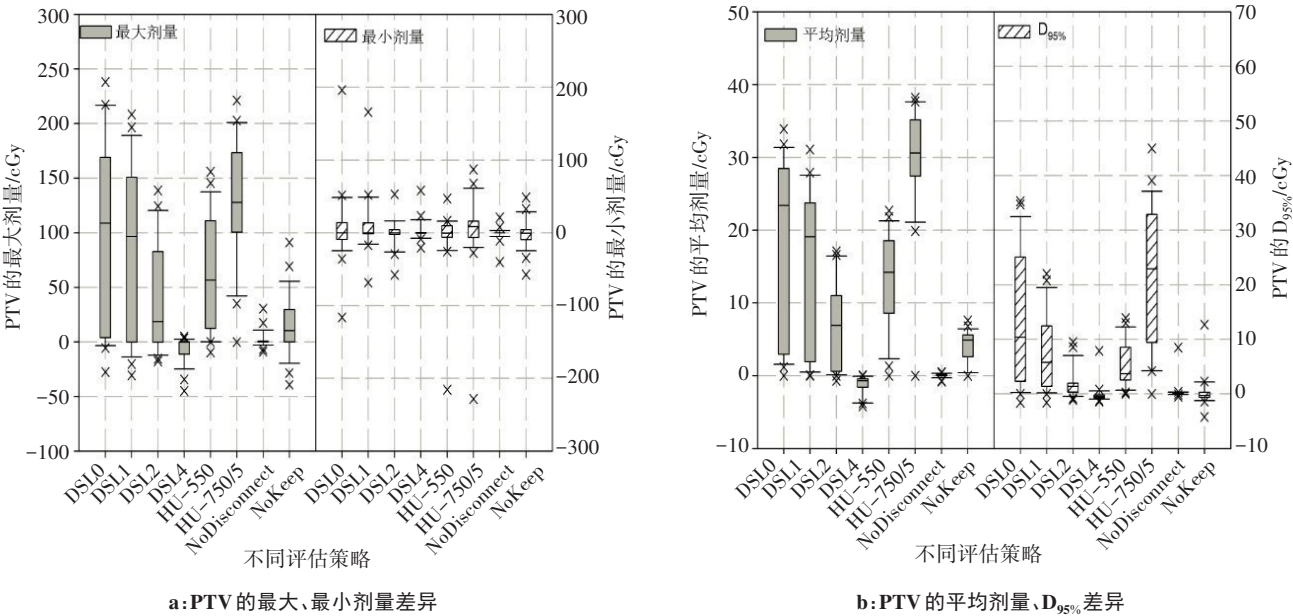 300
250
200
150
100
50
0
−50
−100
PTV的最大剂量/cGy
最大剂量
最小剂量
300
200
100
0
−100
−200
−300
PTV的最小剂量/cGy
DSL0
DSL1
DSL2
DSL4
HU−550
HU−750/5
NoDisconnect
NoKeep
DSL0
DSL1
DSL2
DSL4
HU−550
HU−750/5
NoDisconnect
NoKeep
不同评估策略
a:PTV的最大、最小剂量差异
50
40
30
20
10
0
−10
PTV的平均剂量/cGy
平均剂量
D95%
70
60
50
40
30
20
10
0
−10
PTV的D95%/cGy
DSL0
DSL1
DSL2
DSL4
HU−550
HU−750/5
NoDisconnect
NoKeep
DSL0
DSL1
DSL2
DSL4
HU−550
HU−750/5
NoDisconnect
NoKeep
不同评估策略
b:PTV的平均剂量、D95%差异